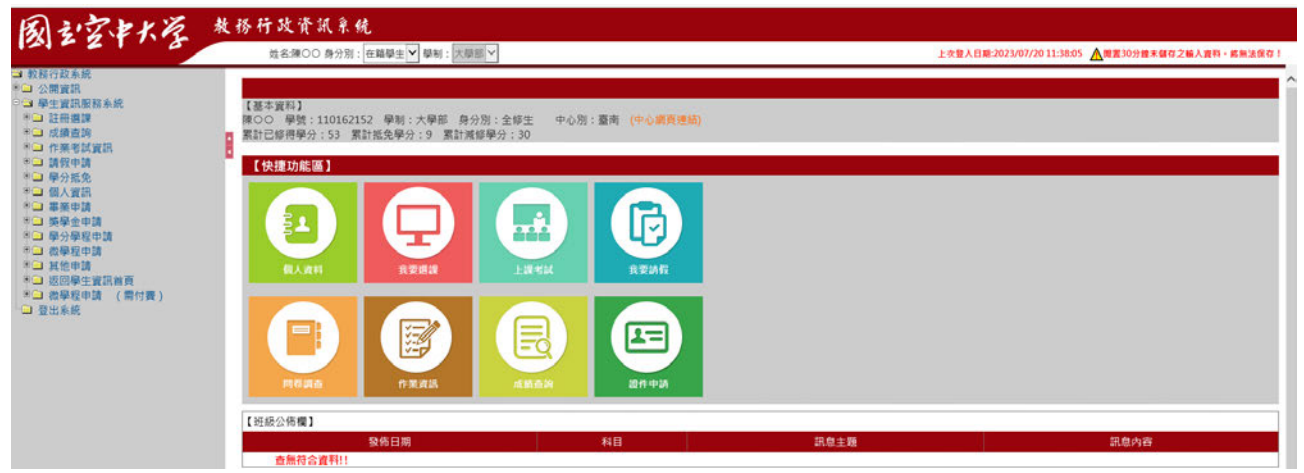 國立空中大學 教務行政資訊系統
姓名:陳○○ 身分別：在籍學生 學制：大學部
上次登入日期:2023/07/20 11:38:05 閒置30分鐘未儲存之輸入資料，將無法保存！
教務行政系統
公開資訊
學生資訊服務系統
註冊選課
成績查詢
作業考試資訊
請假申請
學分抵免
個人資訊
畢業申請
獎學金申請
學分學程申請
微學程申請
其他申請
返回學生資訊首頁
微學程申請 （需付費）
登出系統
【基本資料】
陳○○ 學號：110162152 學制：大學部 身分別：全修生 中心別：臺南 (中心網頁連結)
累計已修得學分：53 累計抵免學分：9 累計減修學分：30
【快捷功能區】
個人資料 我要選課 上課考試 我要請假
問卷調查 作業資訊 成績查詢 證件申請
【班級公佈欄】
發佈日期 科目 訊息主題 訊息內容
查無符合資料!!